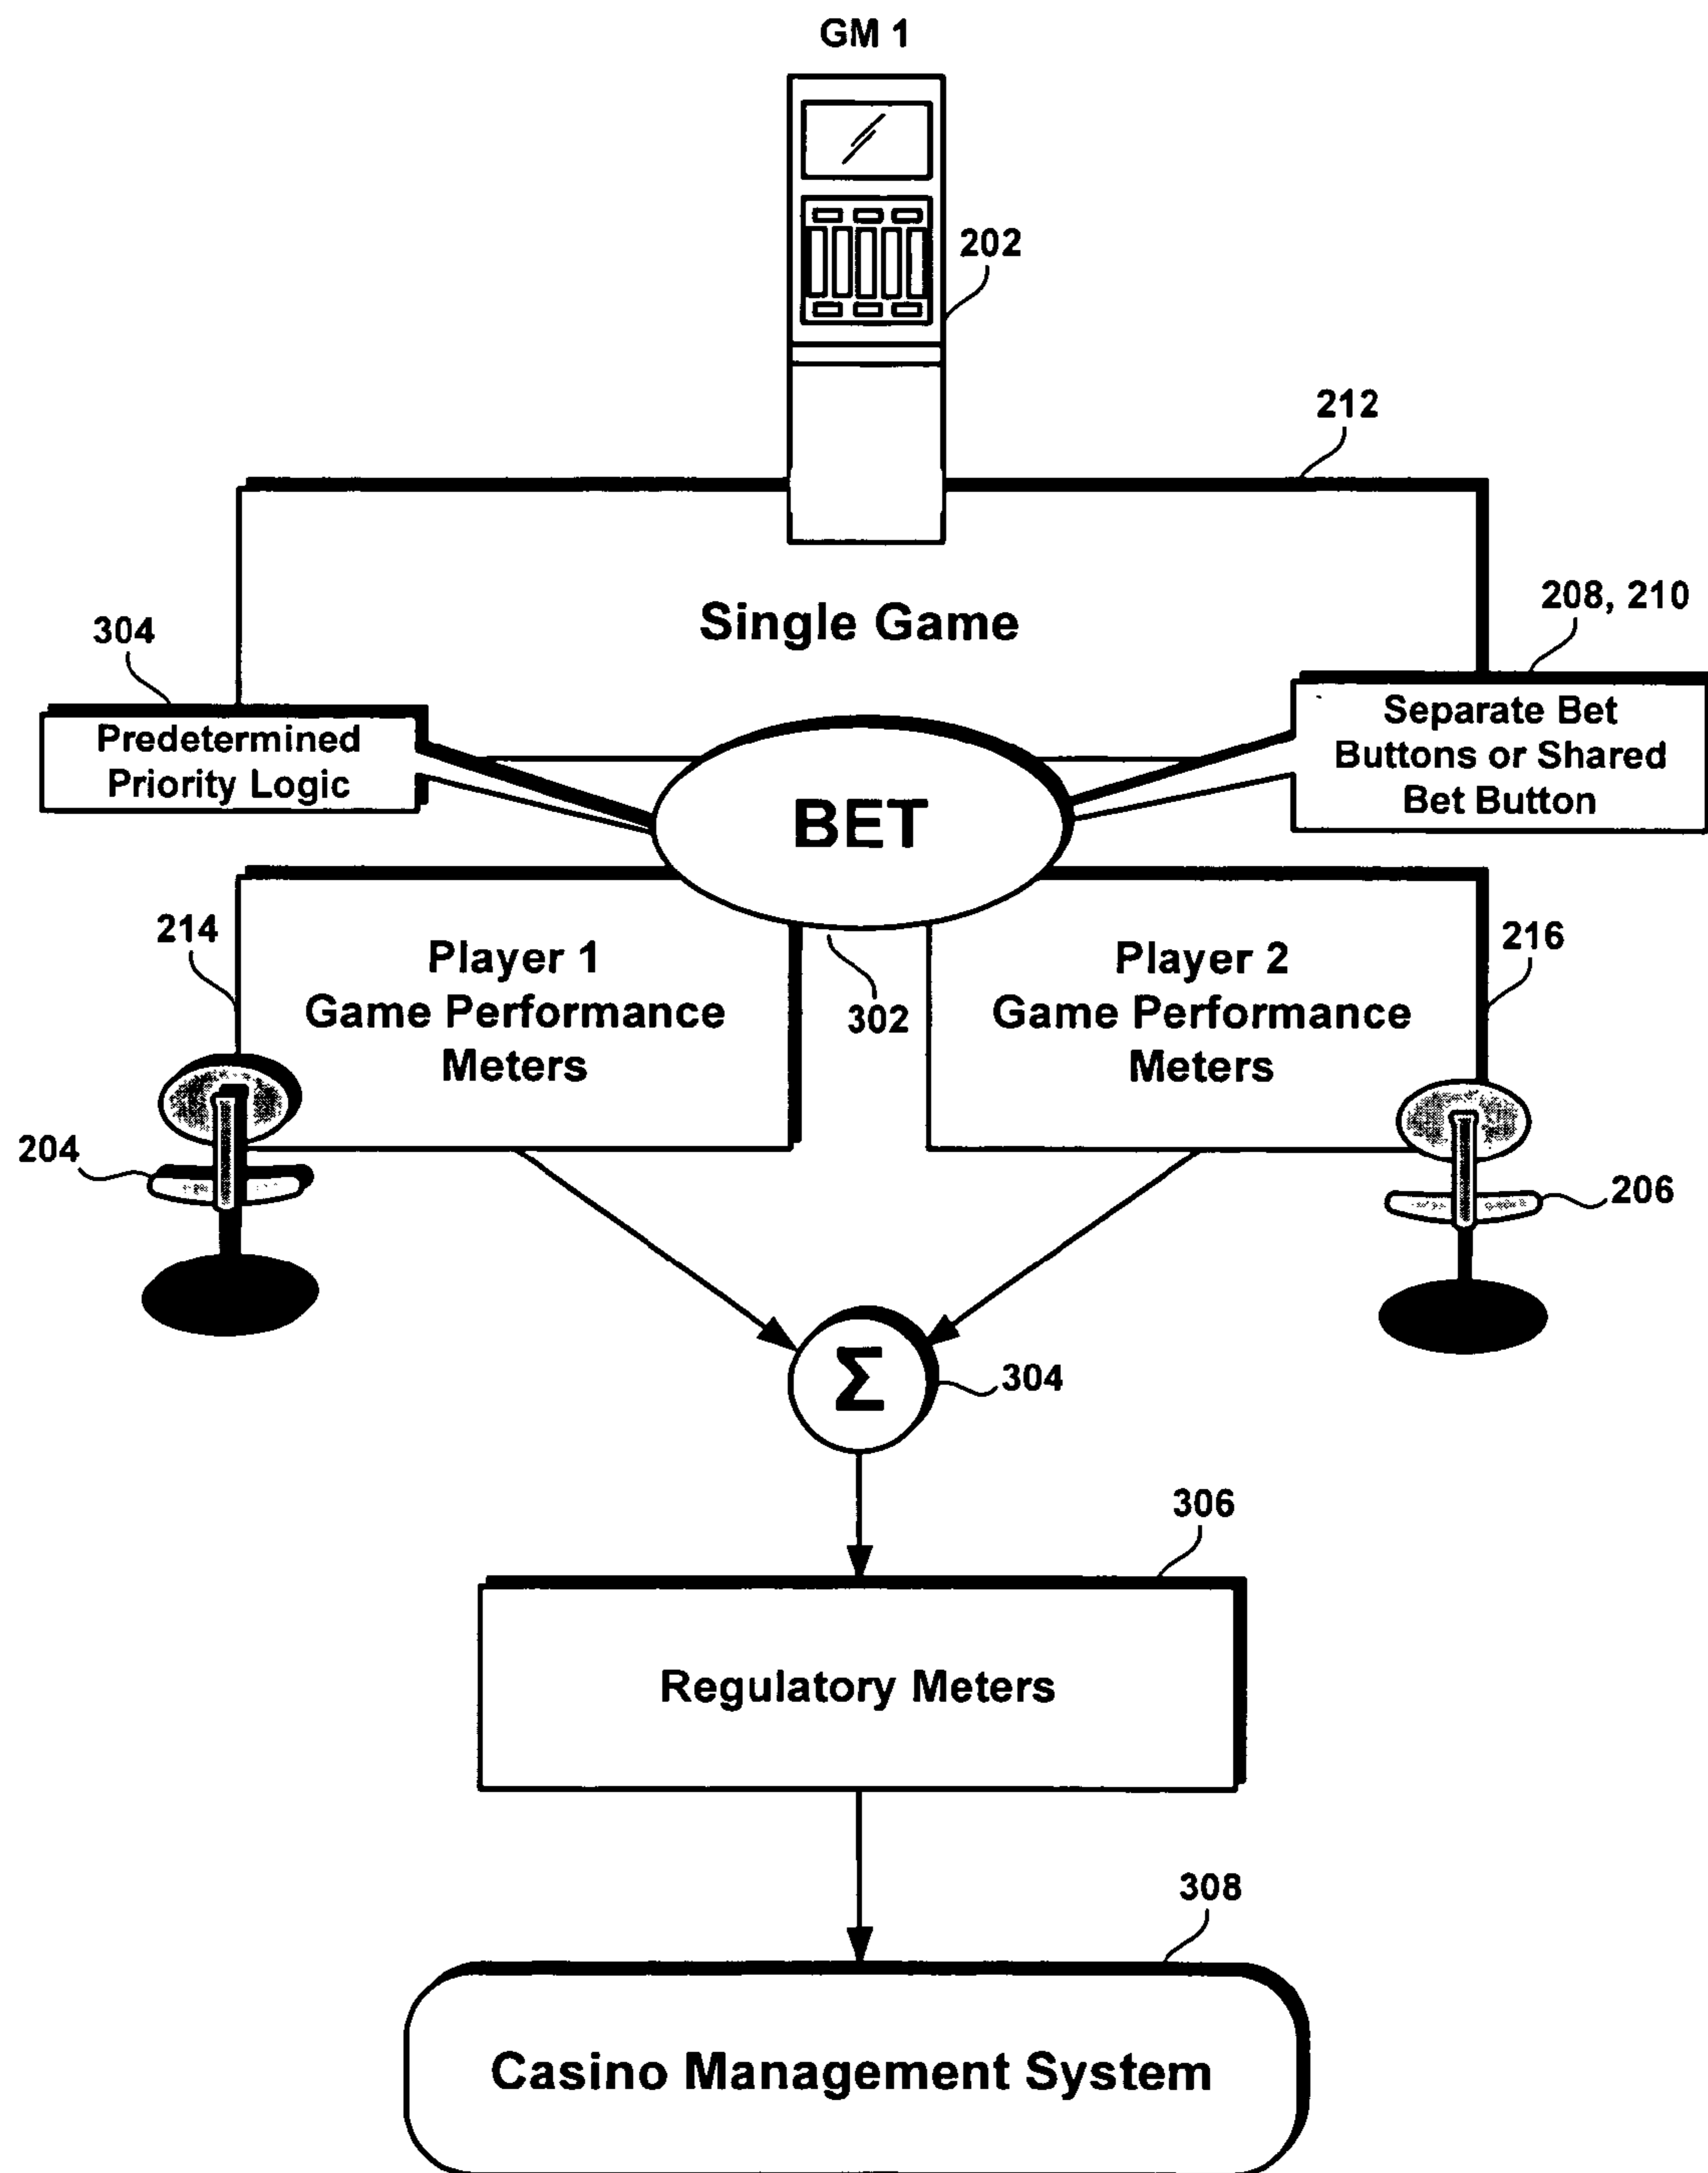 GM 1
202
212
Single Game
208, 210
304
Predetermined
Priority Logic
Separate Bet
Buttons or Shared
Bet Button
BET
214
Player 1
Game Performance
Meters
302
Player 2
Game Performance
Meters
216
204
206
Σ
304
306
Regulatory Meters
308
Casino Management System